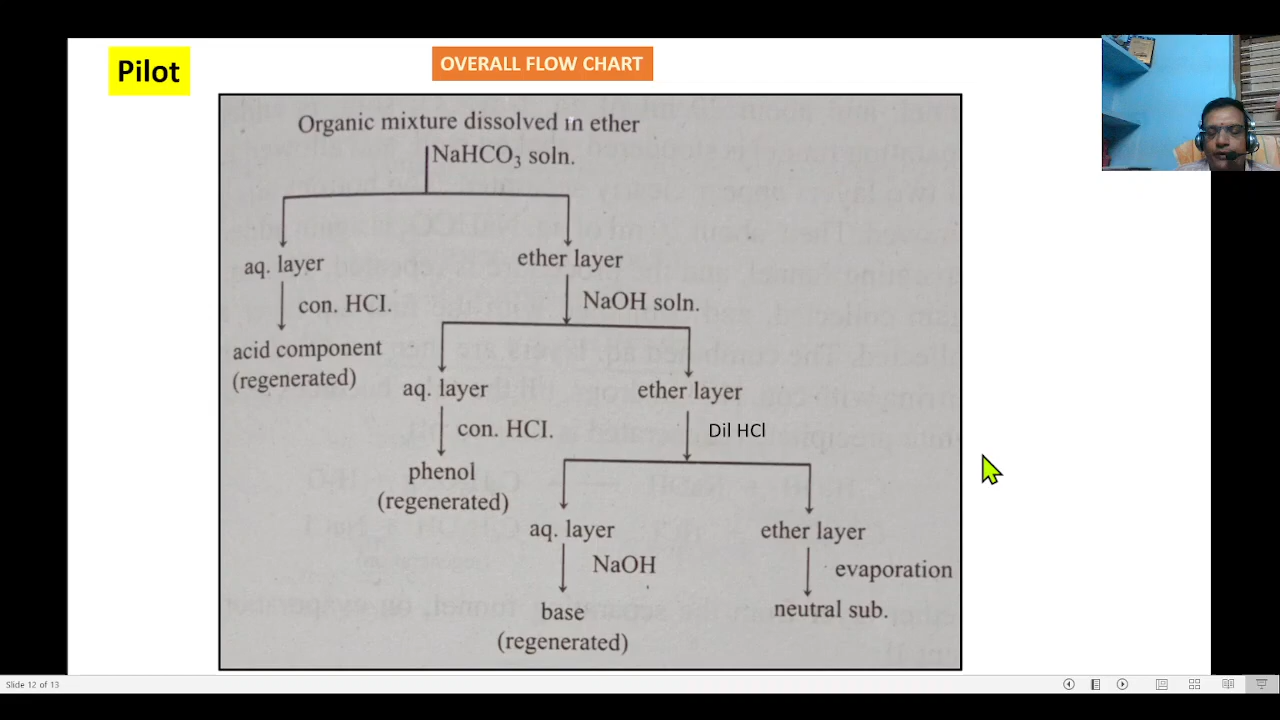 Pilot
OVERALL FLOW CHART
Organic mixture dissolved in ether
NaHCO₃ soln.
aq. layer
ether layer
con. HCl.
NaOH soln.
acid component
(regenerated)
aq. layer
ether layer
con. HCl.
Dil HCl
phenol
(regenerated)
aq. layer
ether layer
NaOH
evaporation
base
(regenerated)
neutral sub.
Slide 12 of 13